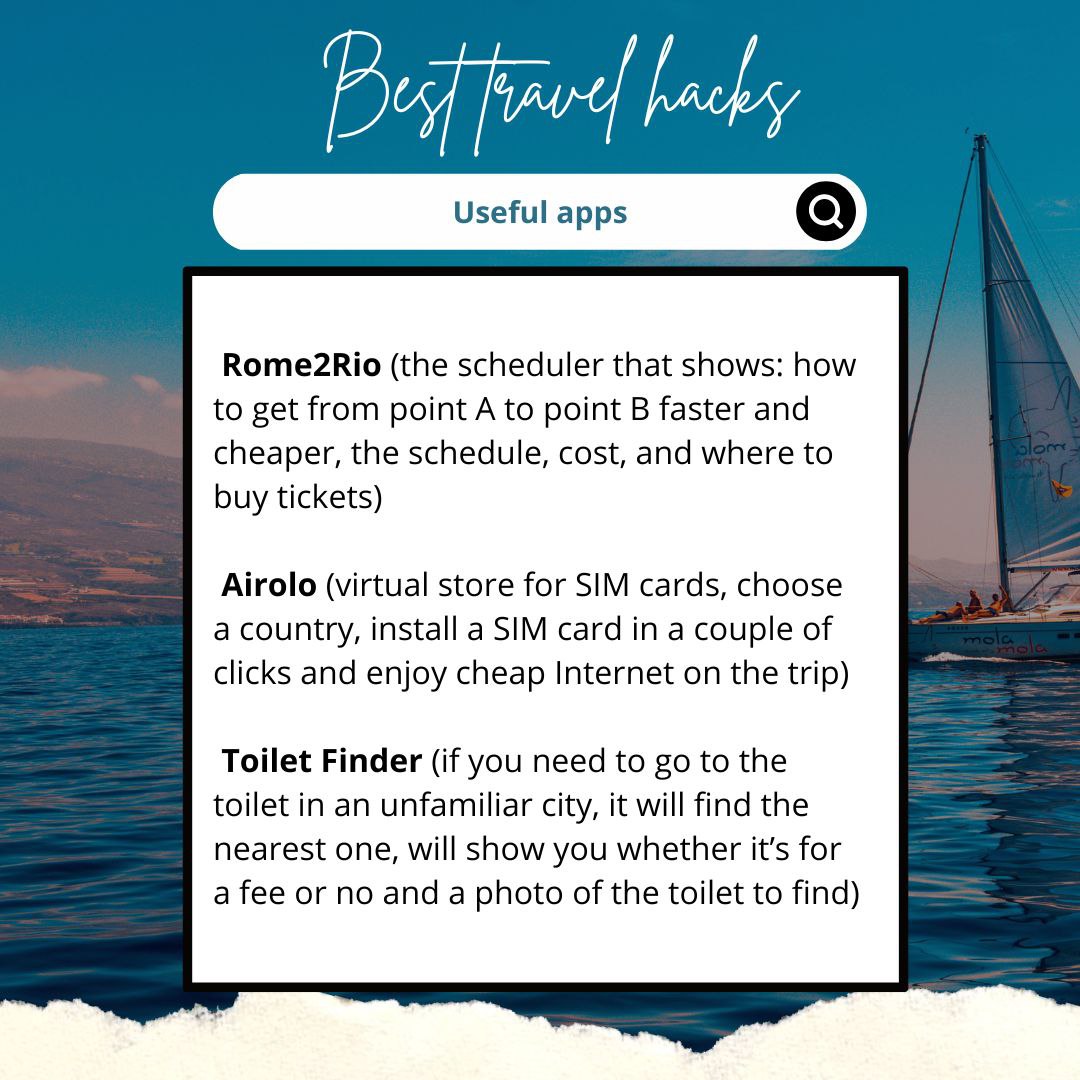 Best travel hacks
Useful apps
Rome2Rio (the scheduler that shows: how
to get from point A to point B faster and
cheaper, the schedule, cost, and where to
buy tickets)
Airolo (virtual store for SIM cards, choose
a country, install a SIM card in a couple of
clicks and enjoy cheap Internet on the trip)
Toilet Finder (if you need to go to the
toilet in an unfamiliar city, it will find the
nearest one, will show you whether it’s for
a fee or no and a photo of the toilet to find)
mola
mola